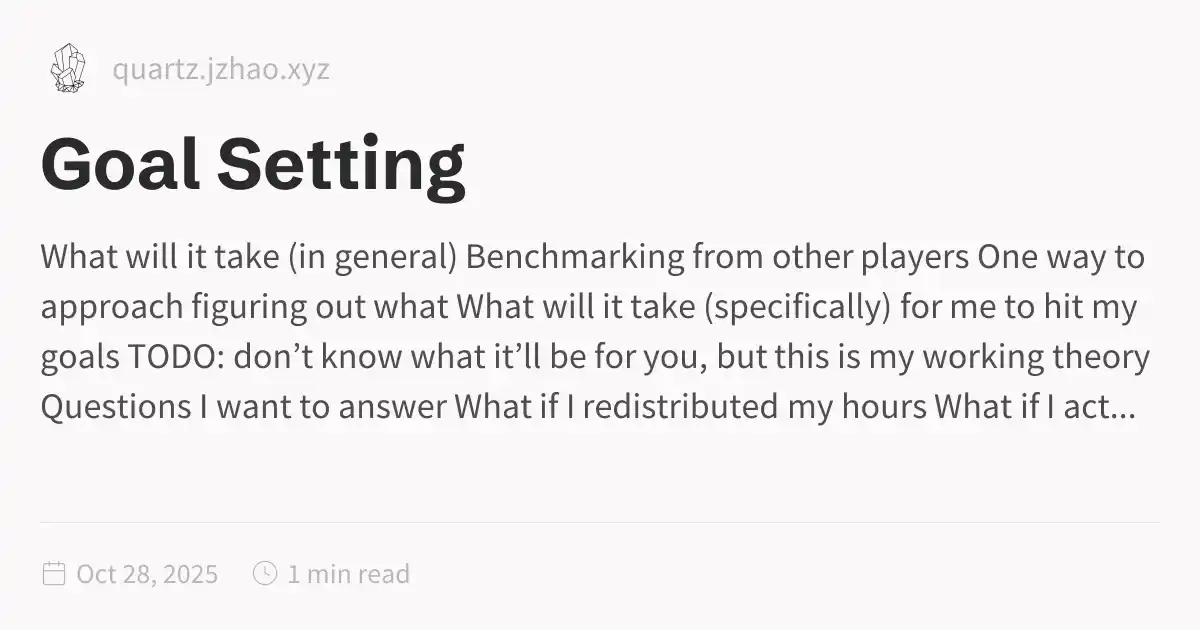 quartz.jzhao.xyz
Goal Setting
What will it take (in general) Benchmarking from other players One way to
approach figuring out what What will it take (specifically) for me to hit my
goals TODO: don’t know what it’ll be for you, but this is my working theory
Questions I want to answer What if I redistributed my hours What if I act...
Oct 28, 2025
1 min read